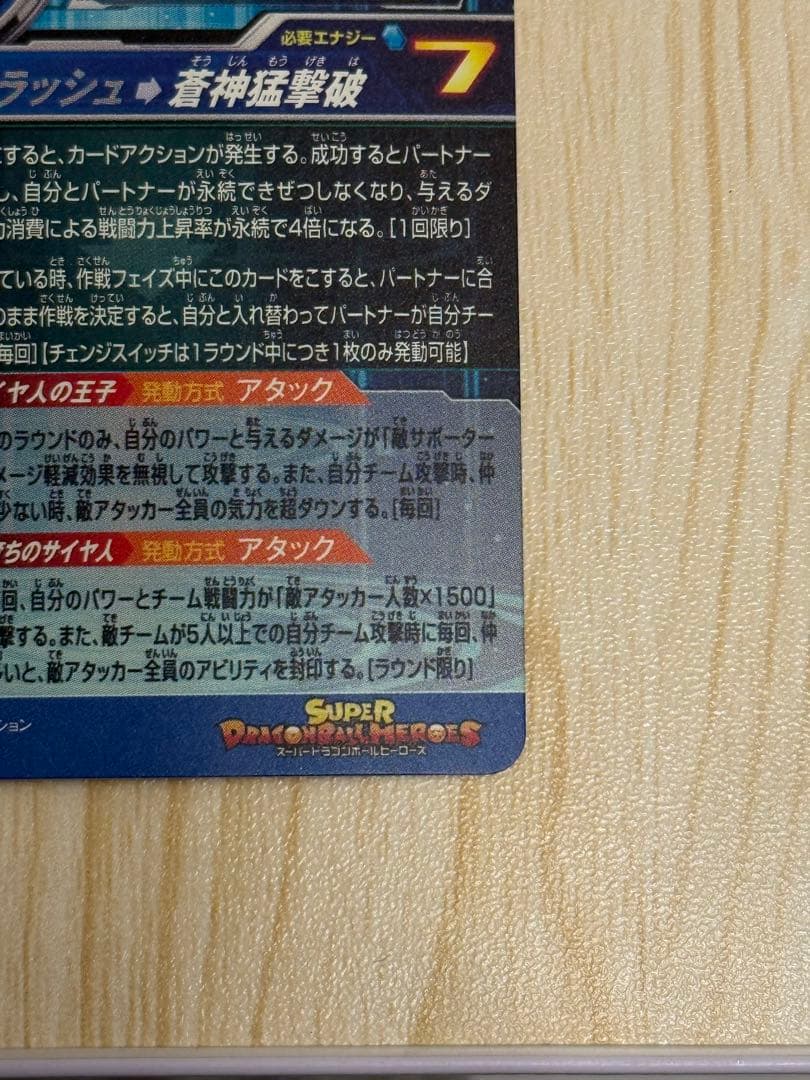 必要エナジー 7
ラッシュ➡蒼神猛撃破
すると、カードアクションが発生する。成功するとパートナー
し、自分とパートナーが永続できぜつしなくなり、与えるダ
力消費による戦闘力上昇率が永続で4倍になる。[1回限り]
ている時、作戦フェイズ中にこのカードをこすると、パートナーに合
のまま作戦を決定すると、自分と入れ替わってパートナーが自分チー
毎回]【チェンジスイッチは1ラウンド中につき1枚のみ発動可能】
イヤ人の王子 発動方式 アタック
のラウンドのみ、自分のパワーと与えるダメージが「敵サポーター
メージ軽減効果を無視して攻撃する。また、自分チーム攻撃時、仲
少ない時、敵アタッカー全員の気力を超ダウンする。[毎回]
ちのサイヤ人 発動方式 アタック
回、自分のパワーとチーム戦闘力が「敵アタッカー人数×1500」
撃する。また、敵チームが5人以上での自分チーム攻撃時に毎回、仲
多いと、敵アタッカー全員のアビリティを封印する。[ラウンド限り]
ション
SUPER
DRAGONBALL HEROES
スーパードラゴンボールヒーローズ